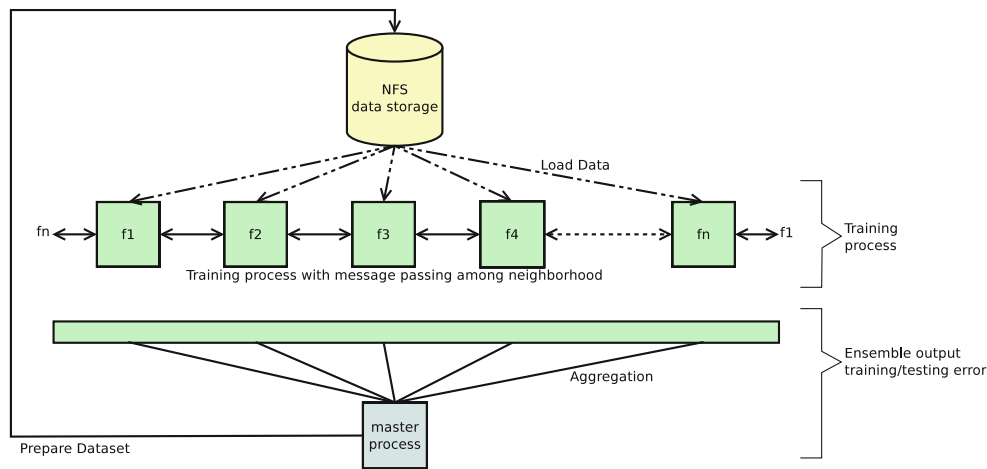 NFS
data storage
Load Data
fn
f1
f2
f3
f4
fn
f1
Training process with message passing among neighborhood
Training
process
Ensemble output
training/testing error
Aggregation
master
process
Prepare Dataset